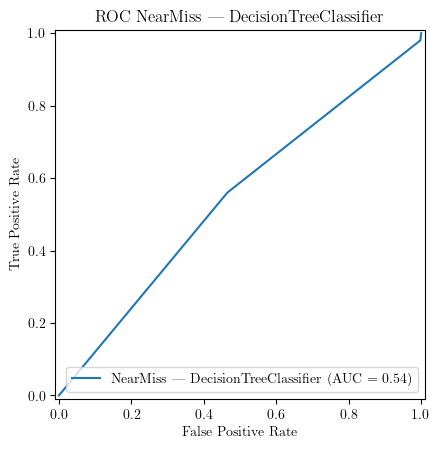 ROC NearMiss — DecisionTreeClassifier
1.0
0.8
0.6
0.4
0.2
0.0
True Positive Rate
NearMiss — DecisionTreeClassifier (AUC = 0.54)
0.0 0.2 0.4 0.6 0.8 1.0
False Positive Rate